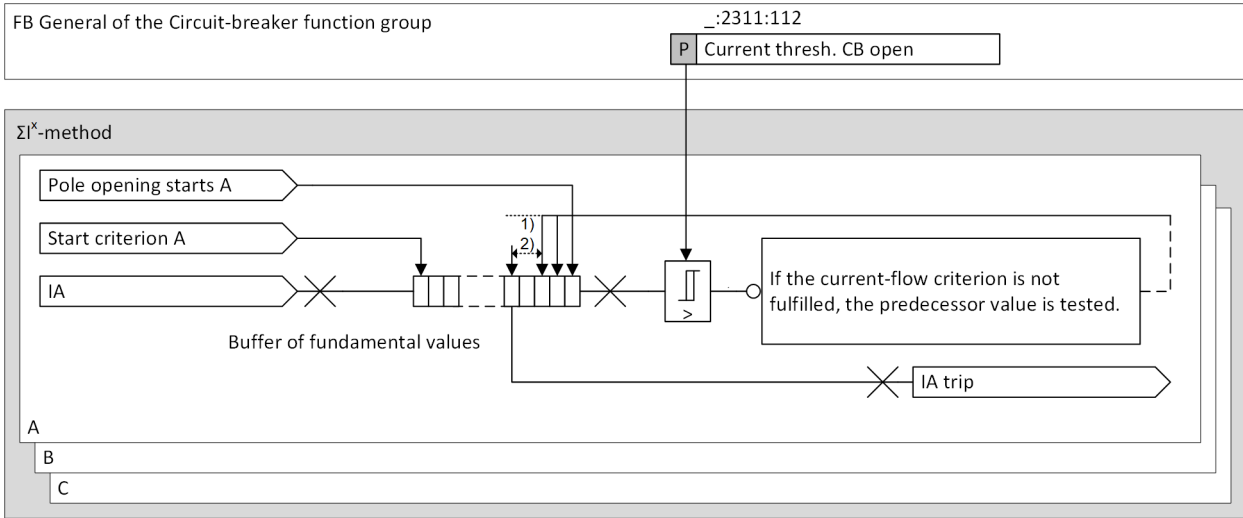 FB General of the Circuit-breaker function group
_:2311:112
P Current thresh. CB open
ΣIˣ-method
Pole opening starts A
Start criterion A
1)
2)
IA
If the current-flow criterion is not
fulfilled, the predecessor value is tested.
>
Buffer of fundamental values
IA trip
A
B
C